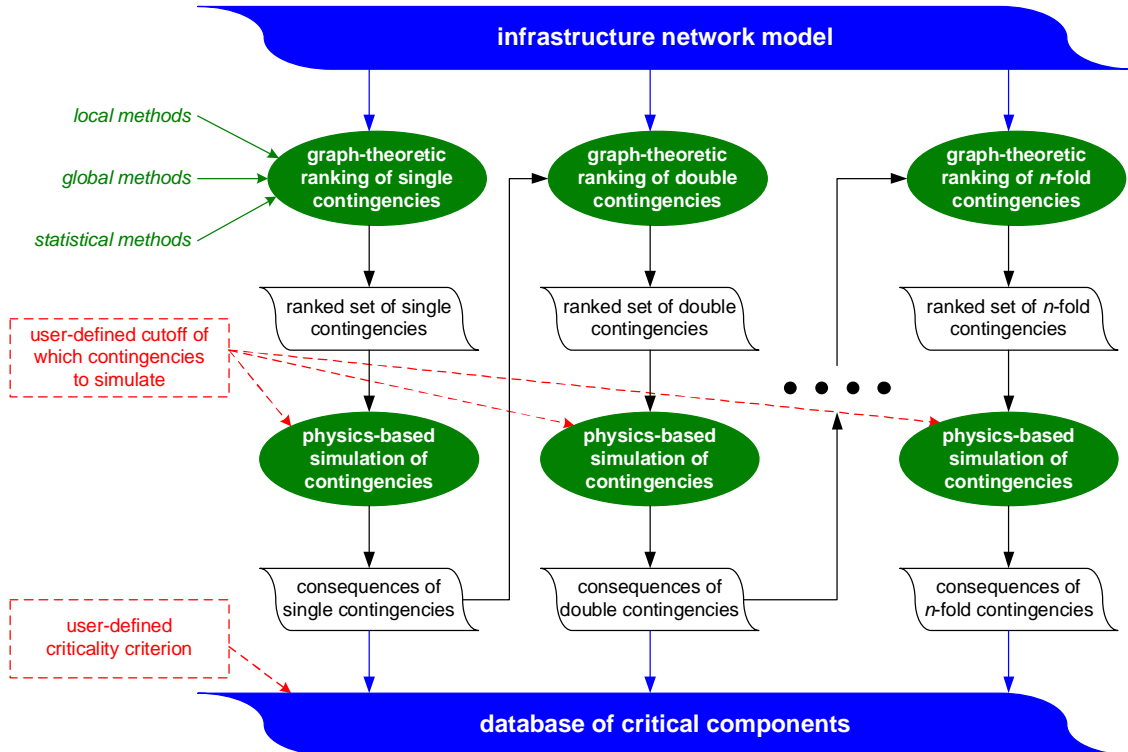 infrastructure network model
local methods
global methods
statistical methods
graph-theoretic
ranking of single
contingencies
graph-theoretic
ranking of double
contingencies
graph-theoretic
ranking of n-fold
contingencies
ranked set of single
contingencies
ranked set of double
contingencies
ranked set of n-fold
contingencies
user-defined cutoff of
which contingencies
to simulate
physics-based
simulation of
contingencies
physics-based
simulation of
contingencies
physics-based
simulation of
contingencies
consequences of
single contingencies
consequences of
double contingencies
consequences of
n-fold contingencies
user-defined
criticality criterion
database of critical components